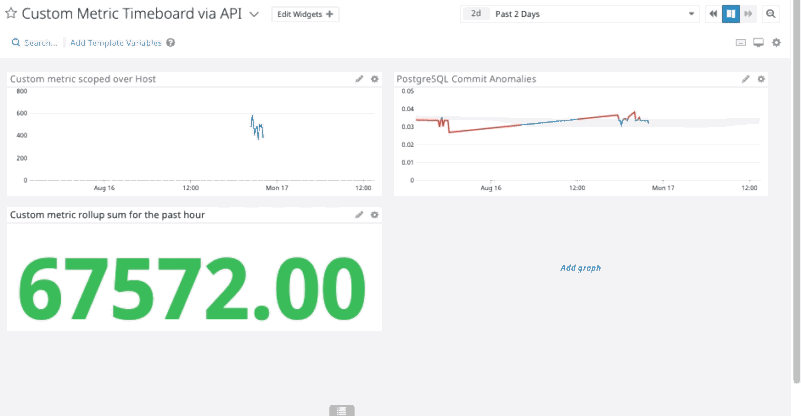 Custom Metric Timeboard via API
Edit Widgets +
2d Past 2 Days
Search... Add Template Variables ?
Custom metric scoped over Host
800
600
400
200
0
Aug 16 12:00 Mon 17 12:00
PostgreSQL Commit Anomalies
0.05
0.04
0.03
0.02
0.01
0
Aug 16 12:00 Mon 17 12:00
Custom metric rollup sum for the past hour
67572.00
Add graph